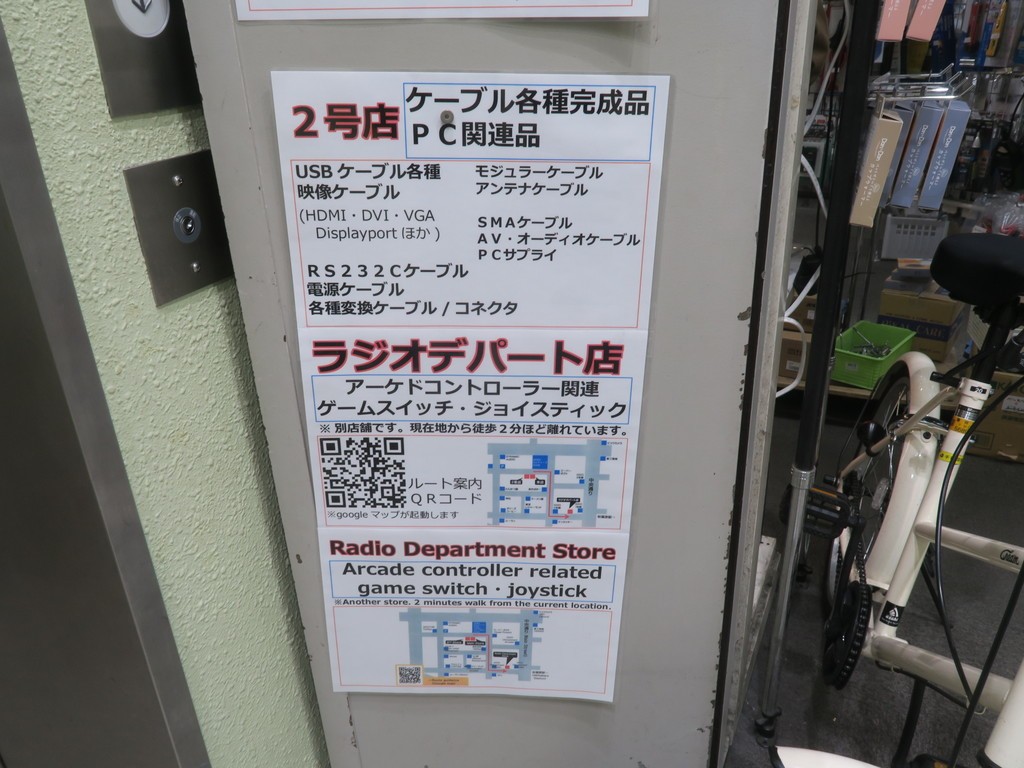 ２号店
ケーブル各種完成品
ＰＣ関連品
USB ケーブル各種
映像ケーブル
(HDMI・DVI・VGA
Displayport ほか )
ＲＳ２３２Ｃケーブル
電源ケーブル
各種変換ケーブル / コネクタ
モジュラーケーブル
アンテナケーブル
ＳＭＡケーブル
ＡＶ・オーディオケーブル
ＰＣサプライ
ラジオデパート店
アーケドコントローラー関連
ゲームスイッチ・ジョイスティック
※ 別店舗です。現在地から徒歩２分ほど離れています。
ルート案内
ＱＲコード
※google マップが起動します
Radio Department Store
Arcade controller related
game switch・joystick
※Another store. 2 minutes walk from the current location.